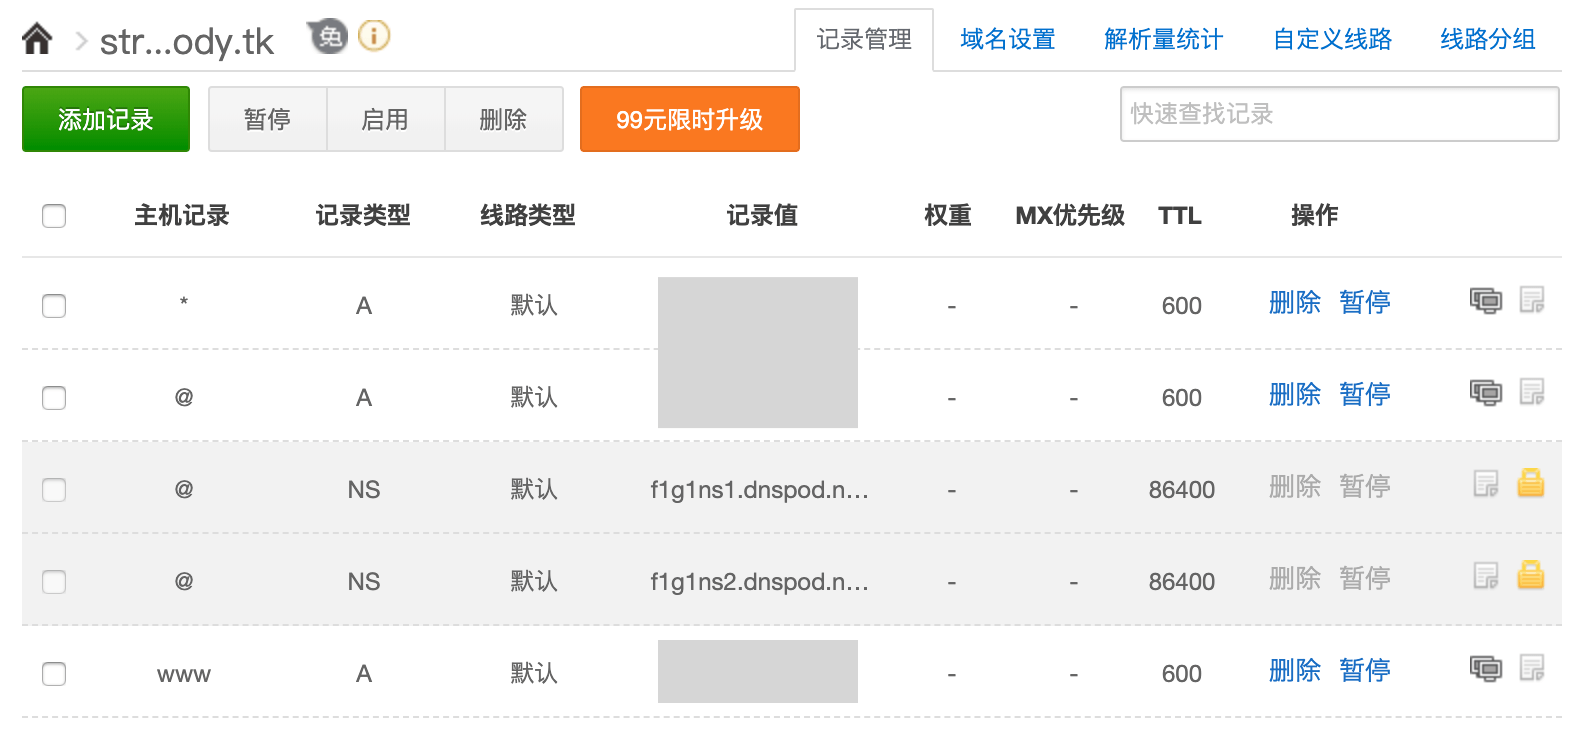 str...ody.tk 免 i 记录管理 域名设置 解析量统计 自定义线路 线路分组
添加记录 暂停 启用 删除 99元限时升级 快速查找记录
主机记录 记录类型 线路类型 记录值 权重 MX优先级 TTL 操作
* A 默认 - - 600 删除 暂停
@ A 默认 - - 600 删除 暂停
@ NS 默认 f1g1ns1.dnspod.n... - - 86400 删除 暂停
@ NS 默认 f1g1ns2.dnspod.n... - - 86400 删除 暂停
www A 默认 - - 600 删除 暂停